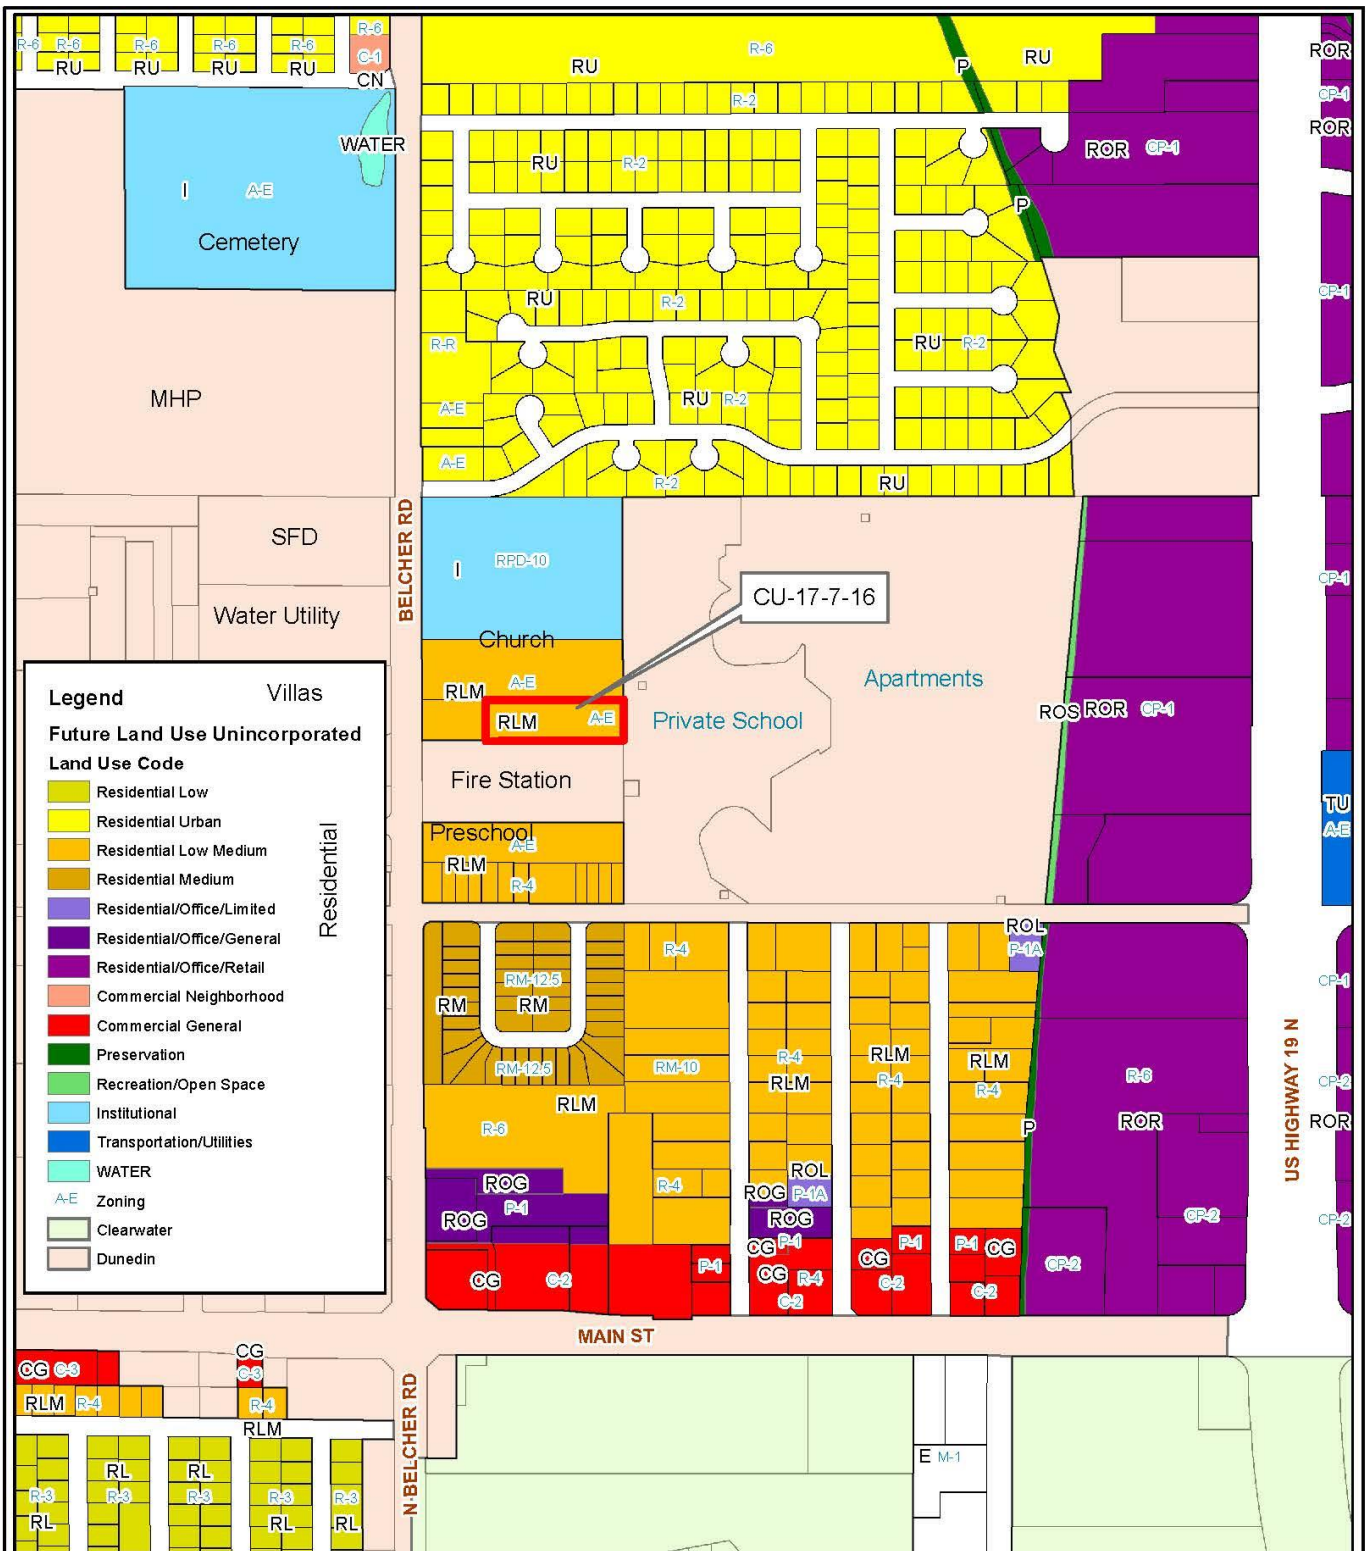 R-6
R-6 R-6 R-6 R-6 R-6
C-1
RU RU RU RU
CN
RU
R-6
P
RU
ROR
CP-1
R-2
WATER
RU R-2
ROR CP-1
ROR
I A-E
Cemetery
P
RU R-2
CP-1
R-R
RU R-2
MHP
RU R-2
A-E
A-E
R-2
RU
BELCHER RD
SFD
I RPD-10
CP-1
CU-17-7-16
Water Utility
Church
RLM A-E
Apartments
RLM A-E
Private School
ROS ROR CP-1
Fire Station
Preschool
A-E
RLM
R-4
TU
A-E
Legend
Villas
Future Land Use Unincorporated
Land Use Code
Residential Low
Residential Urban
Residential Low Medium
Residential Medium
Residential/Office/Limited
Residential/Office/General
Residential/Office/Retail
Commercial Neighborhood
Commercial General
Preservation
Recreation/Open Space
Institutional
Transportation/Utilities
WATER
A-E Zoning
Clearwater
Dunedin
Residential
ROL
P-1A
R-4
RM-12.5
RM RM
CP-1
RM-12.5
RM-10
R-4
RLM
RLM
R-4
RLM
R-4
R-6
CP-2
US HIGHWAY 19 N
RLM
R-6
P
ROR
ROR
ROG
P-1
ROG
R-4
ROL
ROG P-1A
ROG
CP-2
CP-2
CG P-1
P-1
P-1 CG
CG
C-2
P-1
CG R-4
C-2
CG
C-2
C-2
CP-2
MAIN ST
CG C-3
CG
C-3
RLM R-4
R-4
RLM
N BELCHER RD
E M-1
RL RL
R-3 R-3 R-3 R-3 R-3
RL RL RL